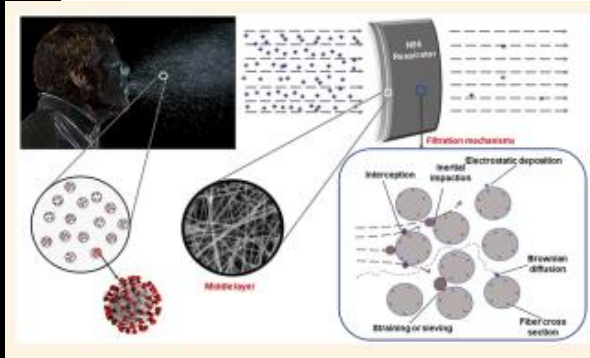 N95
Respirator
Filtration mechanisms
Electrostatic deposition
Inertial
impaction
Interception
Brownian
diffusion
Middle layer
Straining or sieving
Fiber cross
section